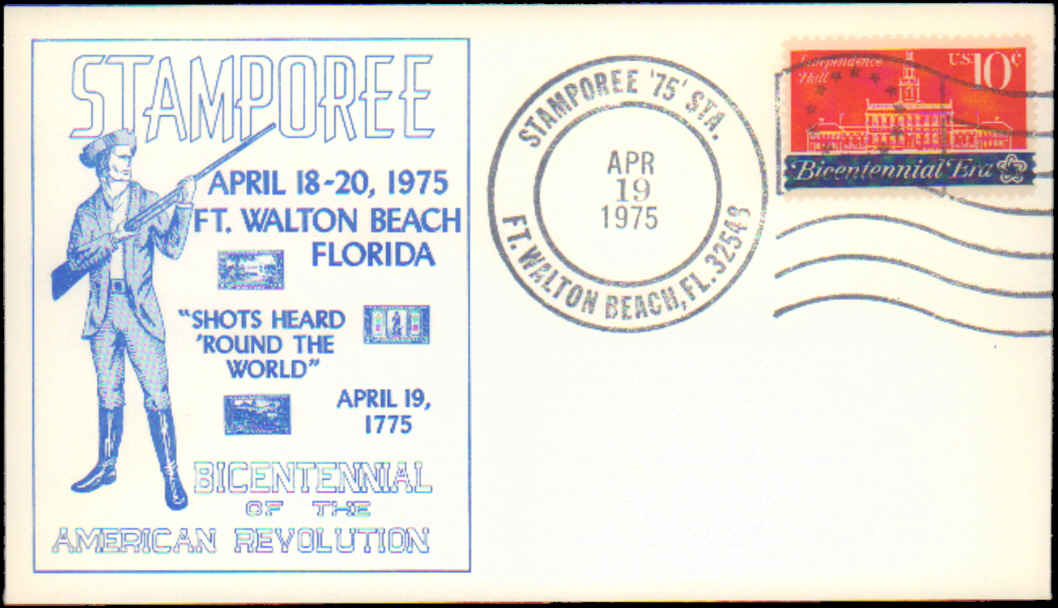 STAMPOREE
APRIL 18-20, 1975
FT. WALTON BEACH
FLORIDA
"SHOTS HEARD
'ROUND THE
WORLD"
APRIL 19,
1775
BICENTENNIAL
OF THE
AMERICAN REVOLUTION
STAMPOREE '75' STA.
APR
19
1975
FT. WALTON BEACH, FL. 32548
Independence
Hall
U.S. 10c
Bicentennial Era